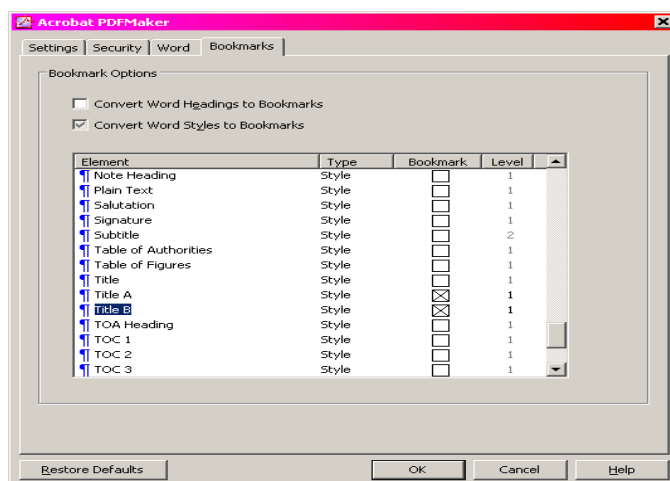 Acrobat PDFMaker
Settings Security Word Bookmarks
Bookmark Options
Convert Word Headings to Bookmarks
Convert Word Styles to Bookmarks
Element Type Bookmark Level
Note Heading Style 1
Plain Text Style 1
Salutation Style 1
Signature Style 1
Subtitle Style 2
Table of Authorities Style 1
Table of Figures Style 1
Title Style 1
Title A Style 1
Title B Style 1
TOA Heading Style 1
TOC 1 Style 1
TOC 2 Style 1
TOC 3 Style 1
Restore Defaults OK Cancel Help